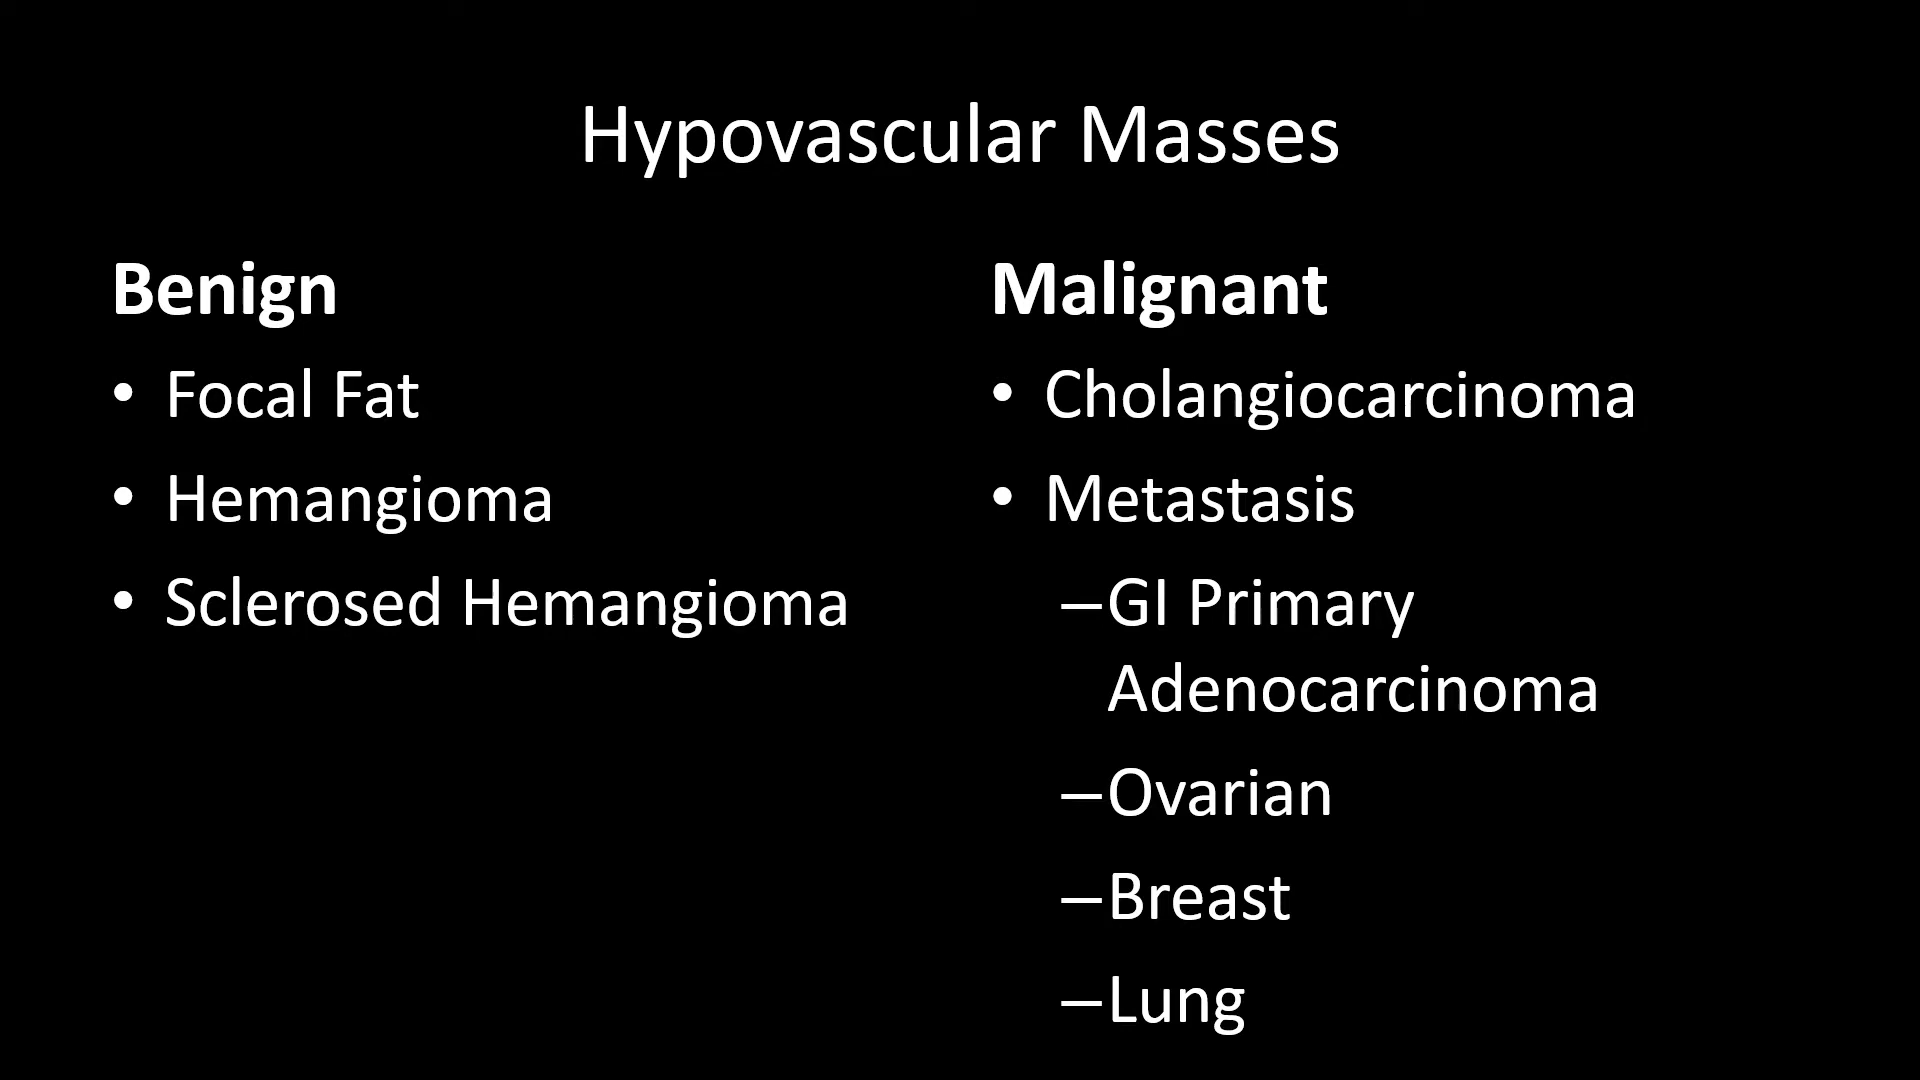 Hypovascular Masses
Benign
• Focal Fat
• Hemangioma
• Sclerosed Hemangioma
Malignant
• Cholangiocarcinoma
• Metastasis
–GI Primary
Adenocarcinoma
–Ovarian
–Breast
–Lung